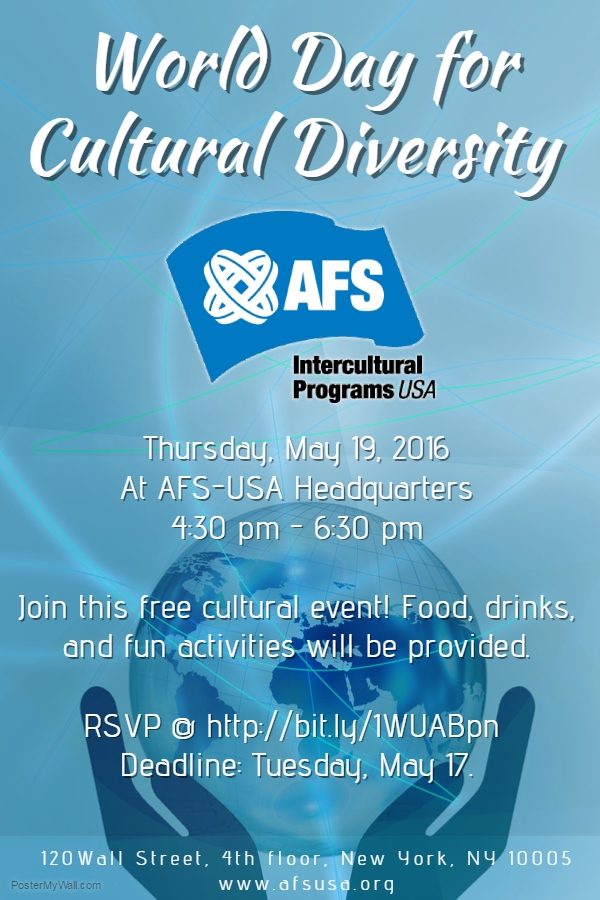 World Day for
Cultural Diversity
AFS
Intercultural
Programs USA
Thursday, May 19, 2016
At AFS-USA Headquarters
4:30 pm - 6:30 pm
Join this free cultural event! Food, drinks,
and fun activities will be provided.
RSVP @ http://bit.ly/1WUABpn
Deadline: Tuesday, May 17.
120Wall Street, 4th floor, New York, NY 10005
PosterMyWall.com
www.afsusa.org